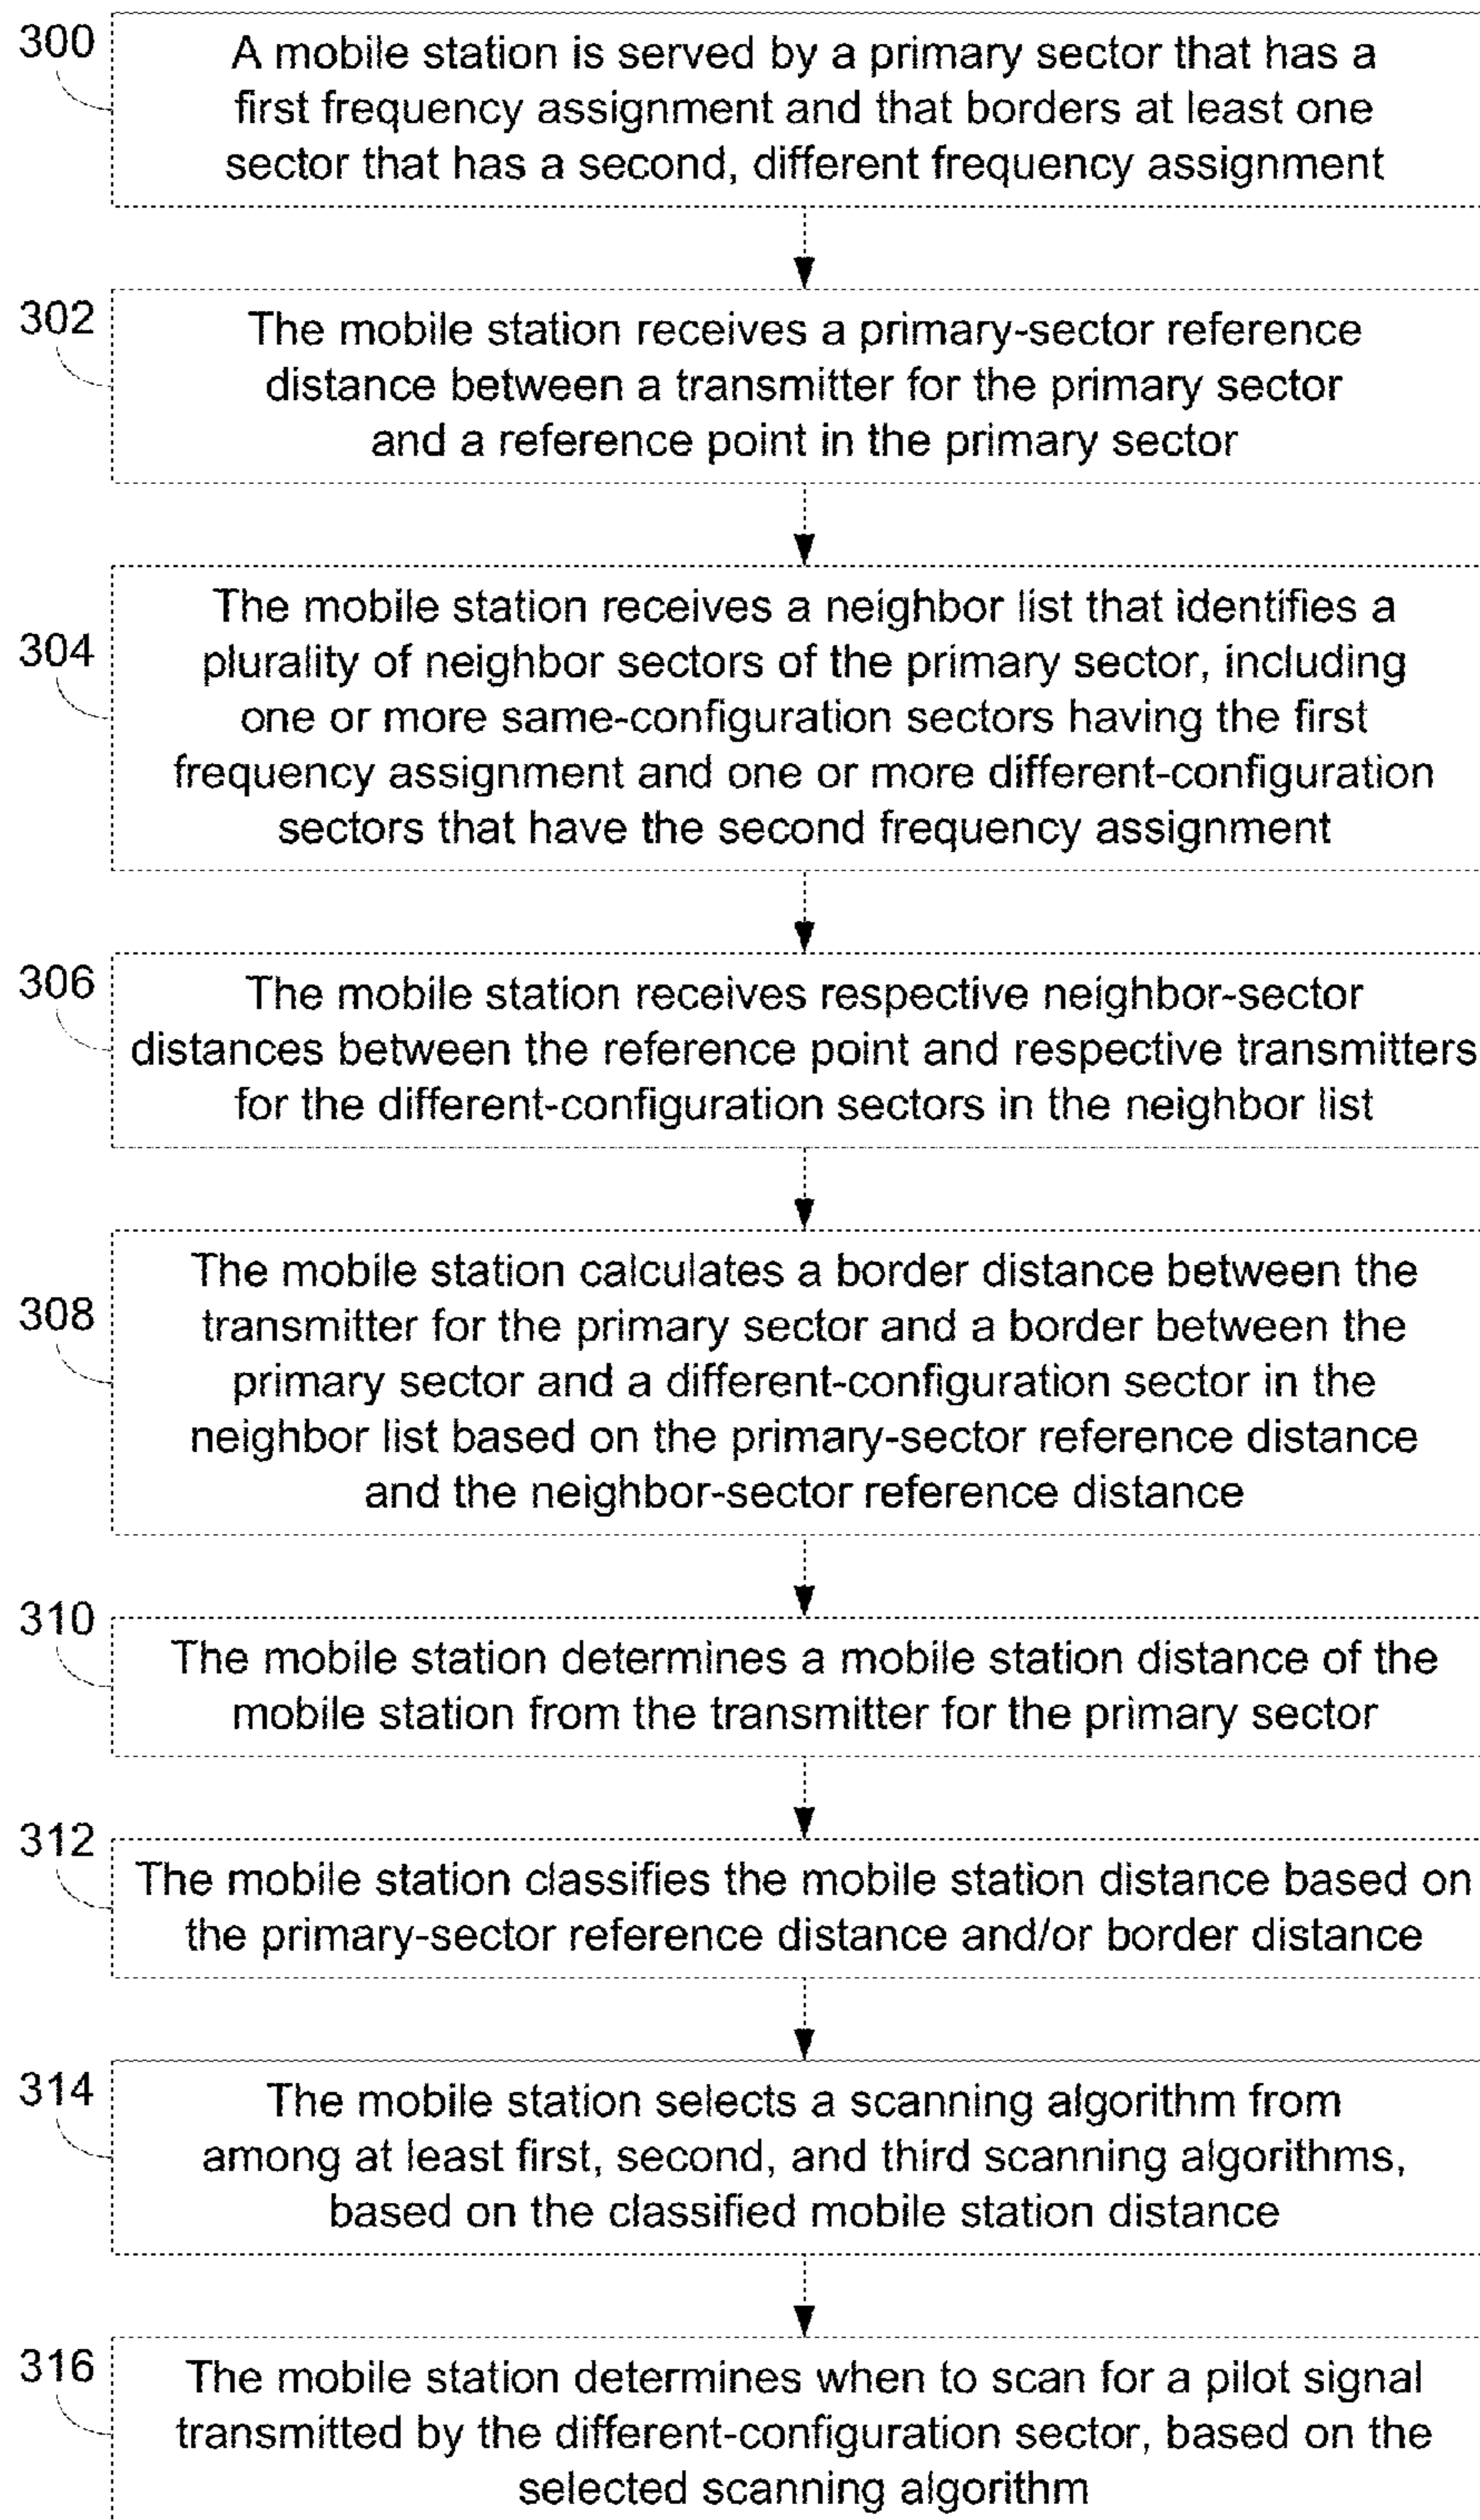 300
A mobile station is served by a primary sector that has a
first frequency assignment and that borders at least one
sector that has a second, different frequency assignment
302
The mobile station receives a primary-sector reference
distance between a transmitter for the primary sector
and a reference point in the primary sector
304
The mobile station receives a neighbor list that identifies a
plurality of neighbor sectors of the primary sector, including
one or more same-configuration sectors having the first
frequency assignment and one or more different-configuration
sectors that have the second frequency assignment
306
The mobile station receives respective neighbor-sector
distances between the reference point and respective transmitters
for the different-configuration sectors in the neighbor list
308
The mobile station calculates a border distance between the
transmitter for the primary sector and a border between the
primary sector and a different-configuration sector in the
neighbor list based on the primary-sector reference distance
and the neighbor-sector reference distance
310
The mobile station determines a mobile station distance of the
mobile station from the transmitter for the primary sector
312
The mobile station classifies the mobile station distance based on
the primary-sector reference distance and/or border distance
314
The mobile station selects a scanning algorithm from
among at least first, second, and third scanning algorithms,
based on the classified mobile station distance
316
The mobile station determines when to scan for a pilot signal
transmitted by the different-configuration sector, based on the
selected scanning algorithm